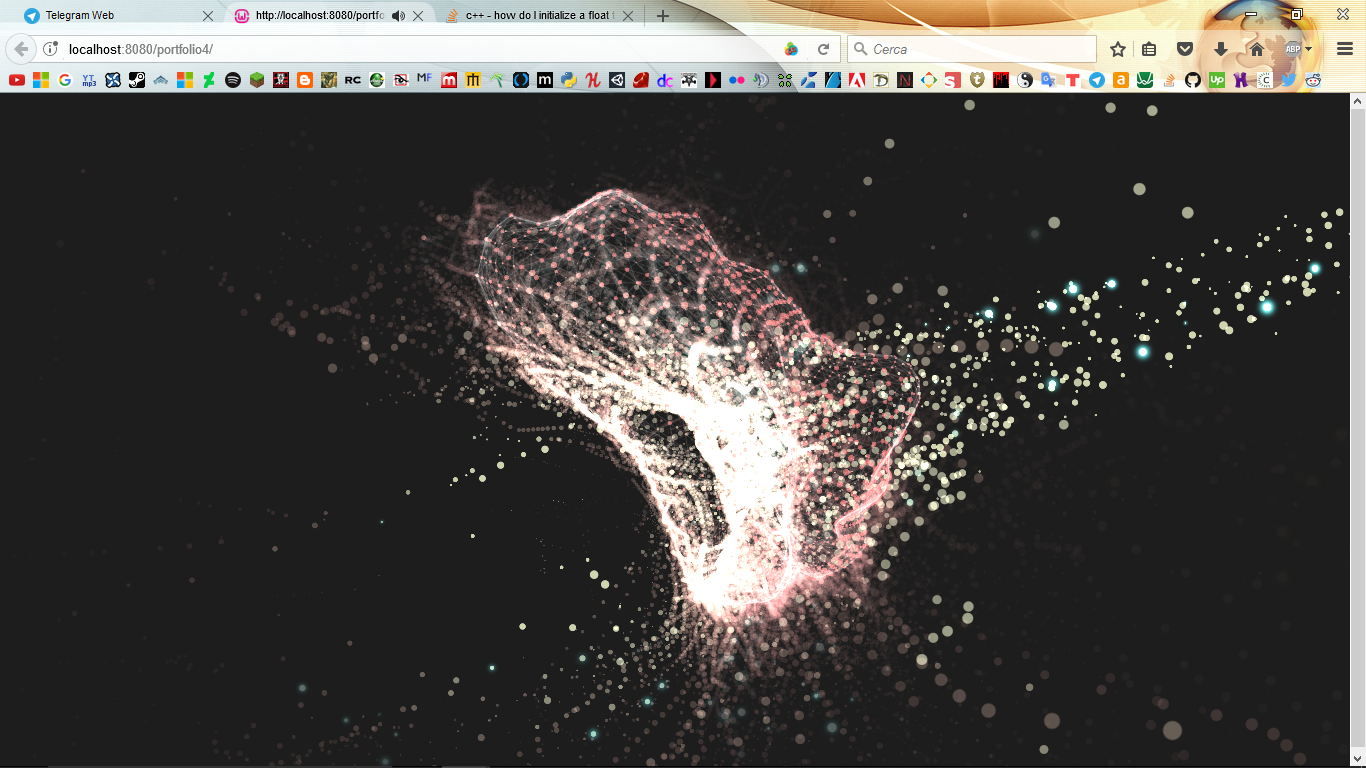 Telegram Web
http://localhost:8080/portfo
c++ - how do I initialize a float
localhost:8080/portfolio4/
Cerca
ABP
YT mp3
RC
MF
m
m
dc
Up
a